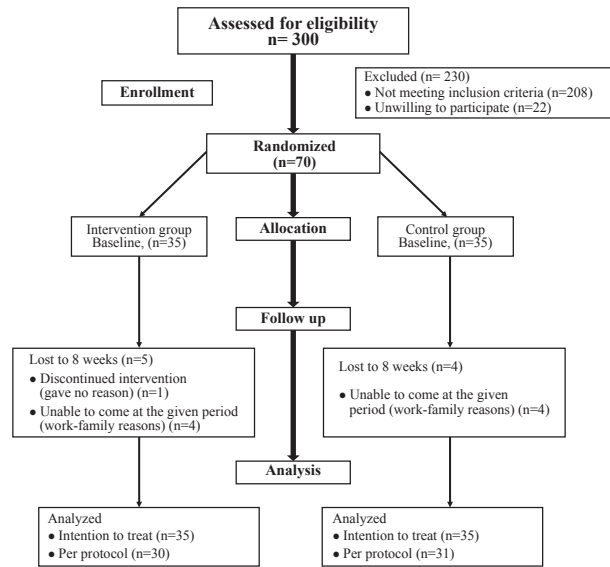 Assessed for eligibility
n= 300
Excluded (n= 230)
● Not meeting inclusion criteria (n=208)
● Unwilling to participate (n=22)
Enrollment
Randomized
(n=70)
Intervention group
Baseline, (n=35)
Allocation
Control group
Baseline, (n=35)
Follow up
Lost to 8 weeks (n=5)
● Discontinued intervention
(gave no reason) (n=1)
● Unable to come at the given period
(work-family reasons) (n=4)
Lost to 8 weeks (n=4)
● Unable to come at the given
period (work-family reasons) (n=4)
Analysis
Analyzed
● Intention to treat (n=35)
● Per protocol (n=30)
Analyzed
● Intention to treat (n=35)
● Per protocol (n=31)